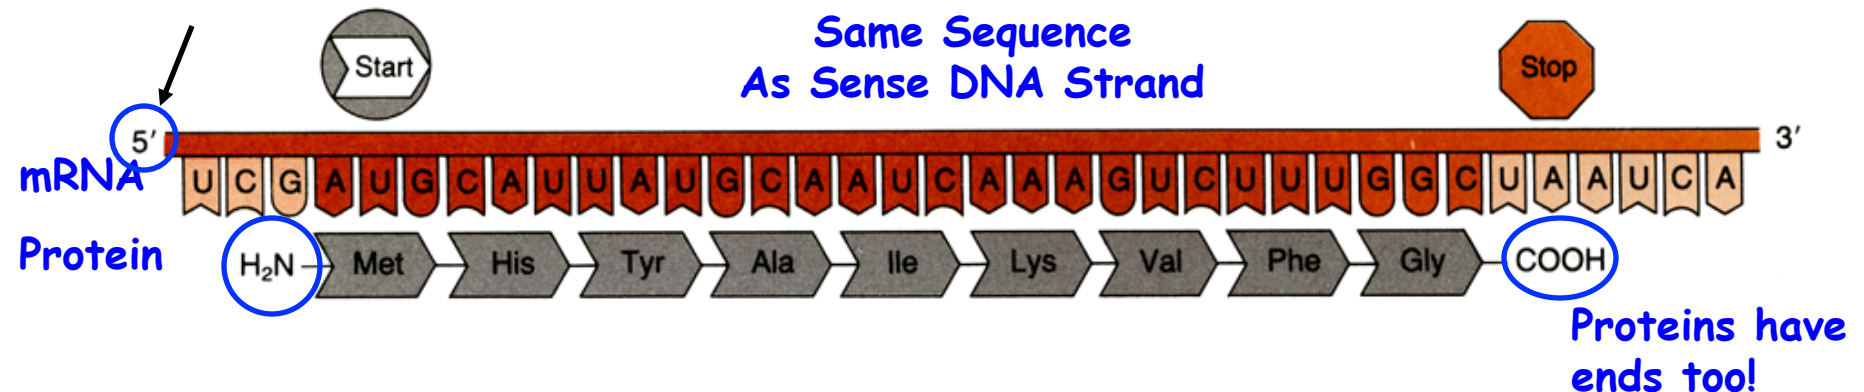 Same Sequence
As Sense DNA Strand
Start
Stop
5′
3′
mRNA
U C G A U G C A U U A U G C A A U C A A A G U C U U U G G C U A A U C A
Protein
H₂N Met His Tyr Ala Ile Lys Val Phe Gly COOH
Proteins have
ends too!